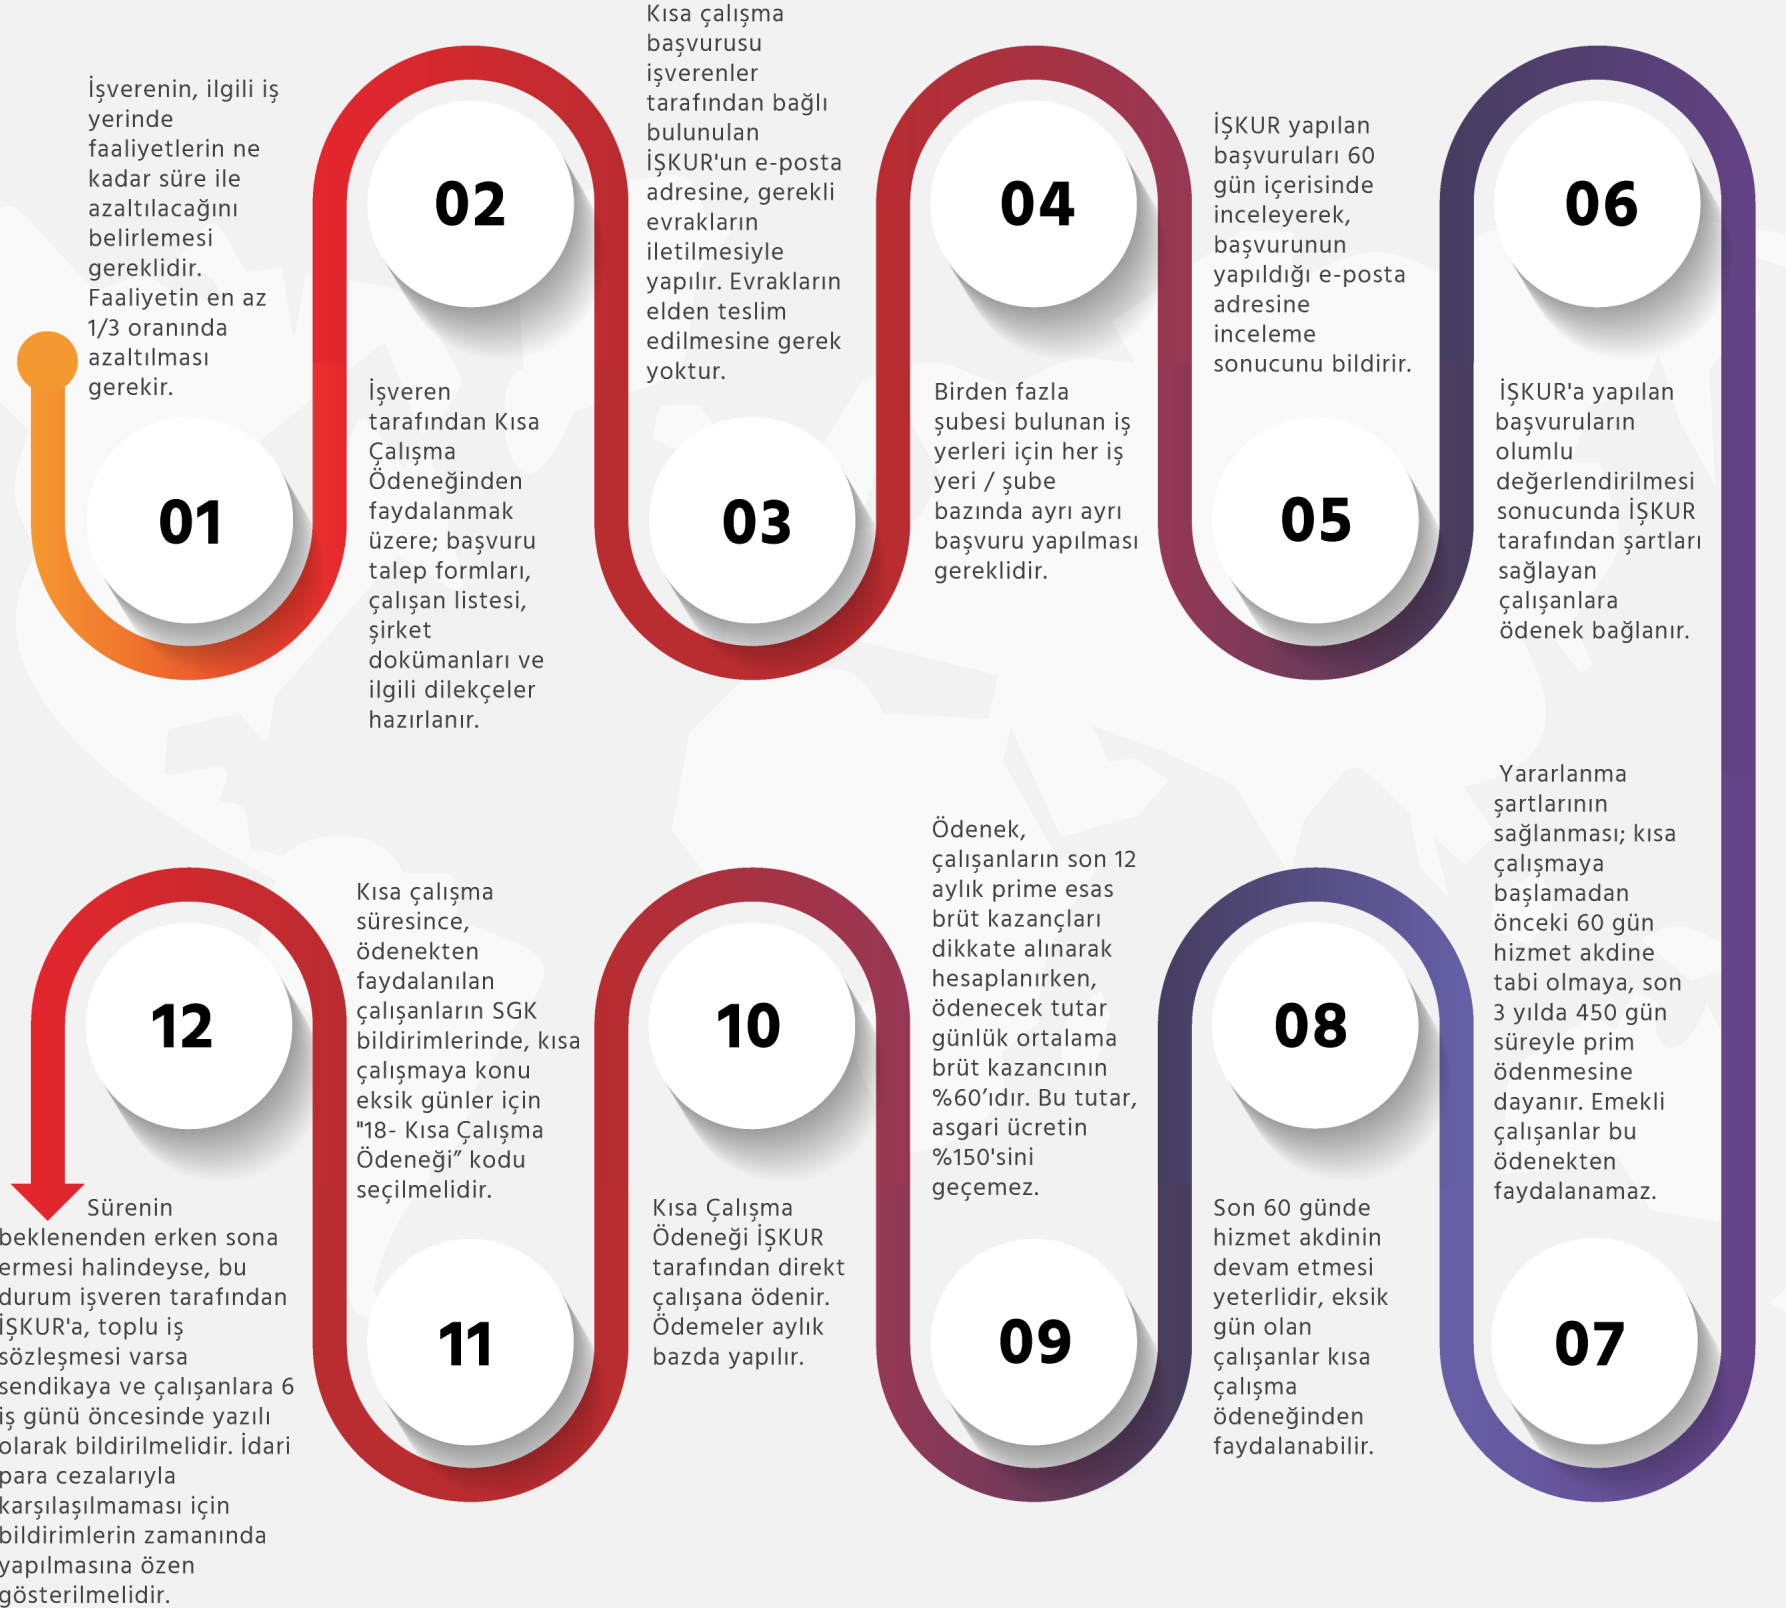 İşverenin, ilgili iş
yerinde
faaliyetlerin ne
kadar süre ile
azaltılacağını
belirlemesi
gereklidir.
Faaliyetin en az
1/3 oranında
azaltılması
gerekir.
01
02
İşveren
tarafından Kısa
Çalışma
Ödeneğinden
faydalanmak
üzere; başvuru
talep formları,
çalışan listesi,
şirket
dokümanları ve
ilgili dilekçeler
hazırlanır.
Kısa çalışma
başvurusu
işverenler
tarafından bağlı
bulunulan
İŞKUR'un e-posta
adresine, gerekli
evrakların
iletilmesiyle
yapılır. Evrakların
elden teslim
edilmesine gerek
yoktur.
03
04
Birden fazla
şubesi bulunan iş
yerleri için her iş
yeri / şube
bazında ayrı ayrı
başvuru yapılması
gereklidir.
İŞKUR yapılan
başvuruları 60
gün içerisinde
inceleyerek,
başvurunun
yapıldığı e-posta
adresine
inceleme
sonucunu bildirir.
05
06
İŞKUR'a yapılan
başvuruların
olumlu
değerlendirilmesi
sonucunda İŞKUR
tarafından şartları
sağlayan
çalışanlara
ödenek bağlanır.
Yararlanma
şartlarının
sağlanması; kısa
çalışmaya
başlamadan
önceki 60 gün
hizmet akdine
tabi olmaya, son
3 yılda 450 gün
süreyle prim
ödenmesine
dayanır. Emekli
çalışanlar bu
ödenekten
faydalanamaz.
07
08
Son 60 günde
hizmet akdinin
devam etmesi
yeterlidir, eksik
gün olan
çalışanlar kısa
çalışma
ödeneğinden
faydalanabilir.
Ödenek,
çalışanların son 12
aylık prime esas
brüt kazançları
dikkate alınarak
hesaplanırken,
ödenecek tutar
günlük ortalama
brüt kazancının
%60’ıdır. Bu tutar,
asgari ücretin
%150'sini
geçemez.
09
10
Kısa Çalışma
Ödeneği İŞKUR
tarafından direkt
çalışana ödenir.
Ödemeler aylık
bazda yapılır.
Kısa çalışma
süresince,
ödenekten
faydalanılan
çalışanların SGK
bildirimlerinde, kısa
çalışmaya konu
eksik günler için
"18- Kısa Çalışma
Ödeneği” kodu
seçilmelidir.
11
12
Sürenin
beklenenden erken sona
ermesi halindeyse, bu
durum işveren tarafından
İŞKUR'a, toplu iş
sözleşmesi varsa
sendikaya ve çalışanlara 6
iş günü öncesinde yazılı
olarak bildirilmelidir. İdari
para cezalarıyla
karşılaşılmaması için
bildirimlerin zamanında
yapılmasına özen
gösterilmelidir.